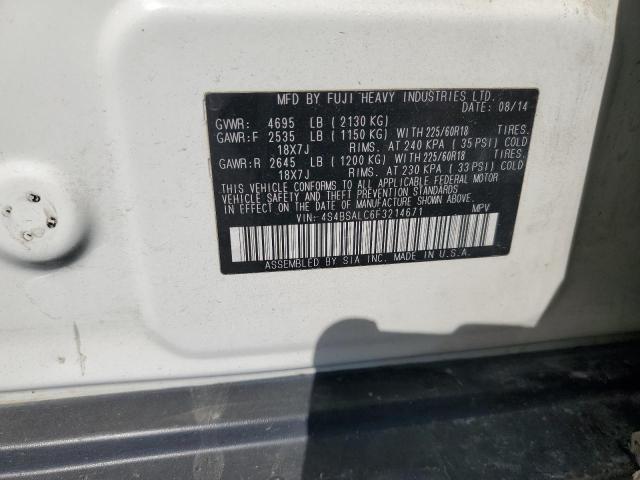 MFD BY FUJI HEAVY INDUSTRIES LTD.
DATE: 08/14
GVWR: 4695 LB (2130 KG)
GAWR:F 2535 LB (1150 KG) WITH 225/60R18 TIRES.
18X7J RIMS. AT 240 KPA (35 PSI) COLD
GAWR:R 2645 LB (1200 KG) WITH 225/60R18 TIRES.
18X7J RIMS. AT 230 KPA (33 PSI) COLD
THIS VEHICLE CONFORMS TO ALL APPLICABLE FEDERAL MOTOR
VEHICLE SAFETY AND THEFT PREVENTION STANDARDS IN EFFECT
ON THE DATE OF MANUFACTURE SHOWN ABOVE.
VIN: 4S4BSALC6F3214671 MPV
ASSEMBLED BY SIA INC. MADE IN U.S.A.